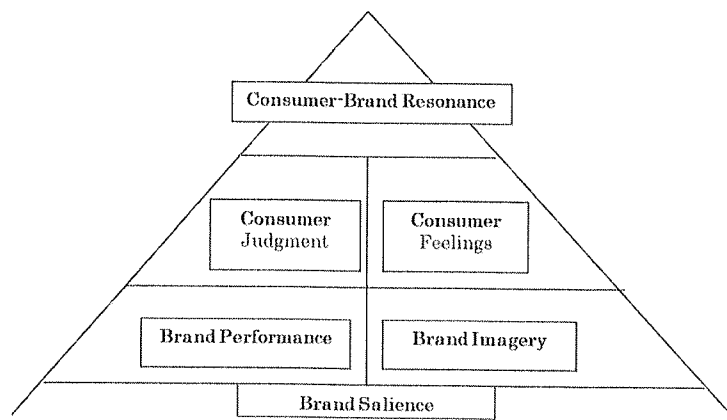 Consumer-Brand Resonance
Consumer
Judgment
Consumer
Feelings
Brand Performance
Brand Imagery
Brand Salience